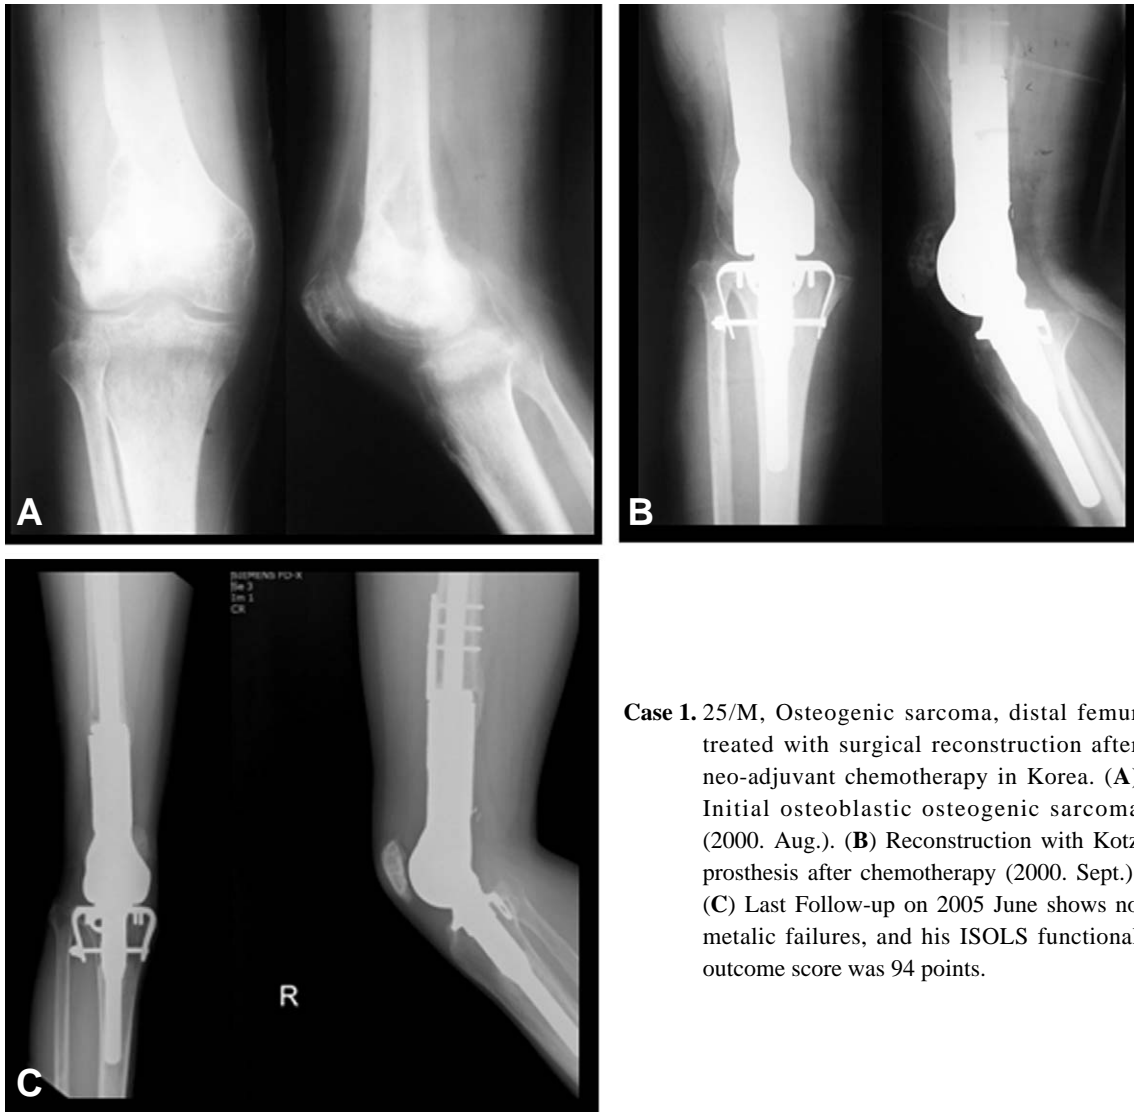 A
B
SIEMENS FD-X
Se 3
Im 1
CR
R
C
Case 1. 25/M, Osteogenic sarcoma, distal femur
treated with surgical reconstruction after
neo-adjuvant chemotherapy in Korea. (A)
Initial osteoblastic osteogenic sarcoma
(2000. Aug.). (B) Reconstruction with Kotz
prosthesis after chemotherapy (2000. Sept.)
(C) Last Follow-up on 2005 June shows no
metalic failures, and his ISOLS functional
outcome score was 94 points.